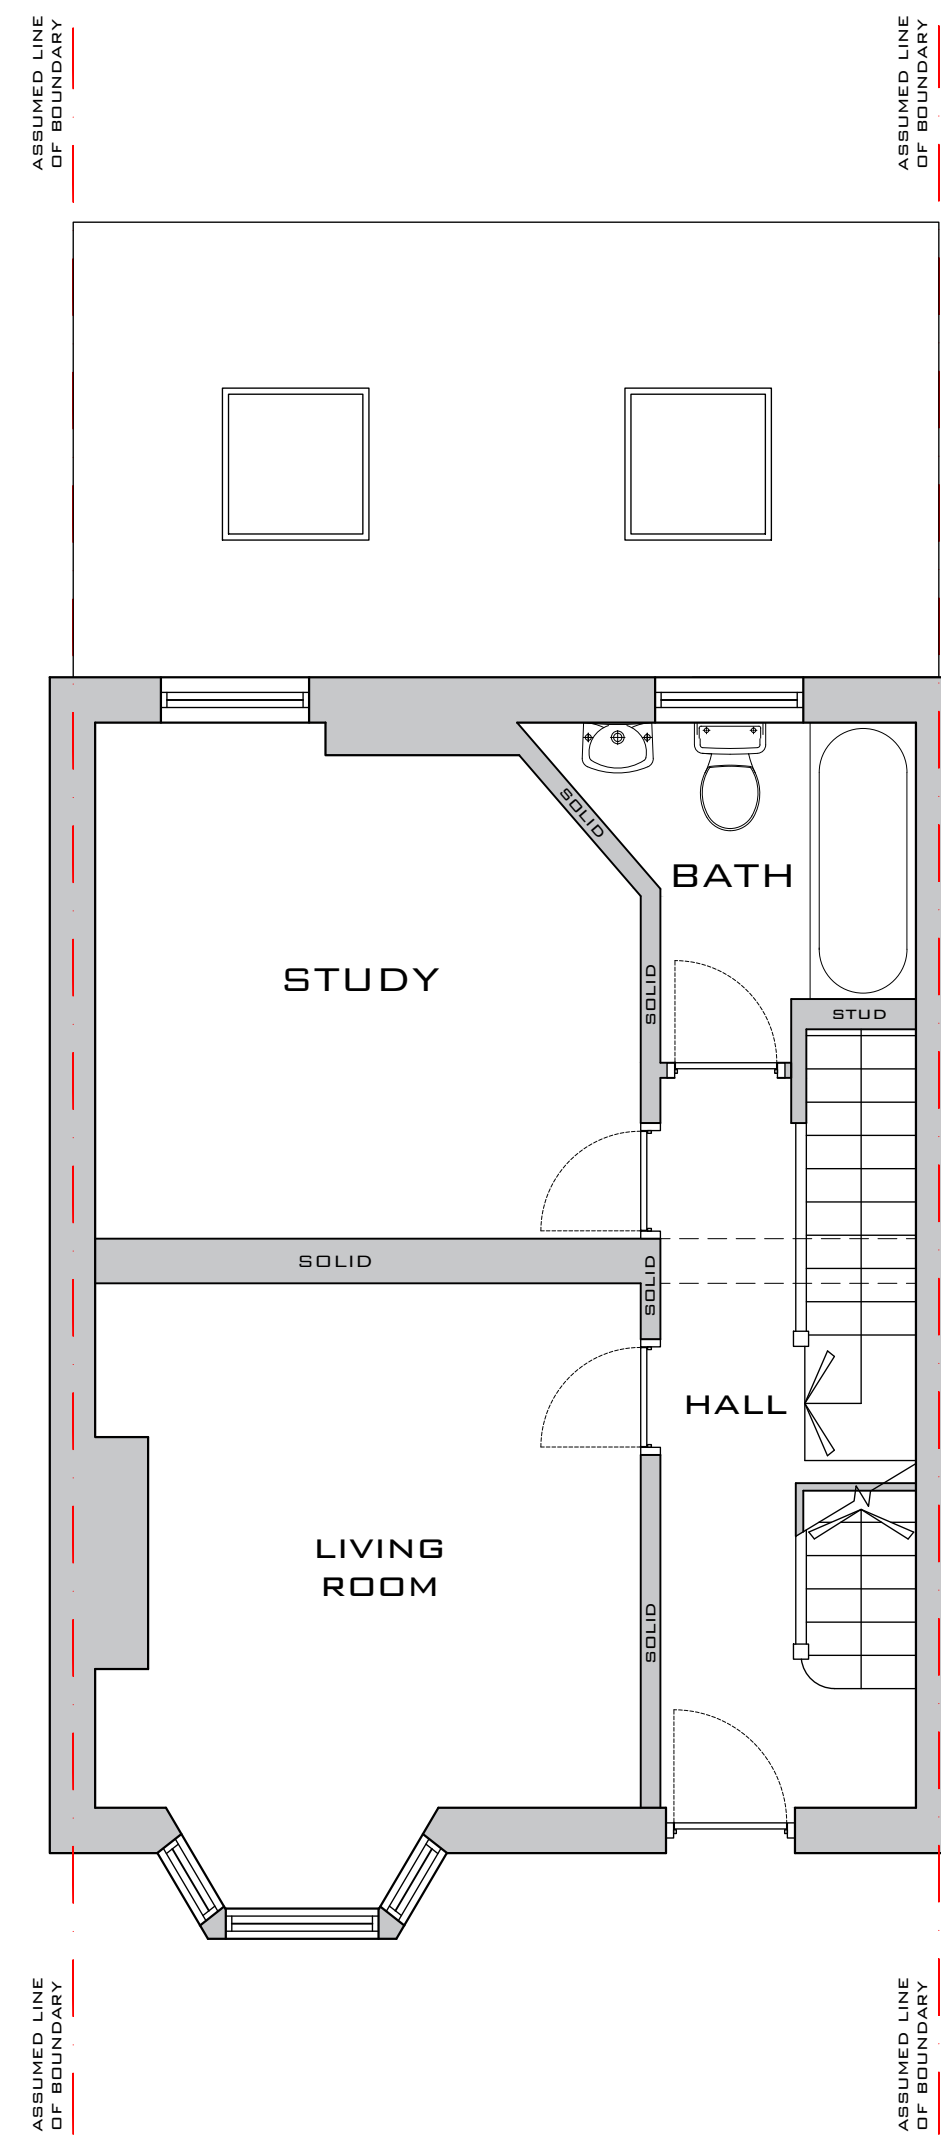 ASSUMED LINE
OF BOUNDARY
ASSUMED LINE
OF BOUNDARY
SOLID
BATH
STUDY
SOLID
STUD
SOLID
SOLID
HALL
LIVING
ROOM
SOLID
ASSUMED LINE
OF BOUNDARY
ASSUMED LINE
OF BOUNDARY